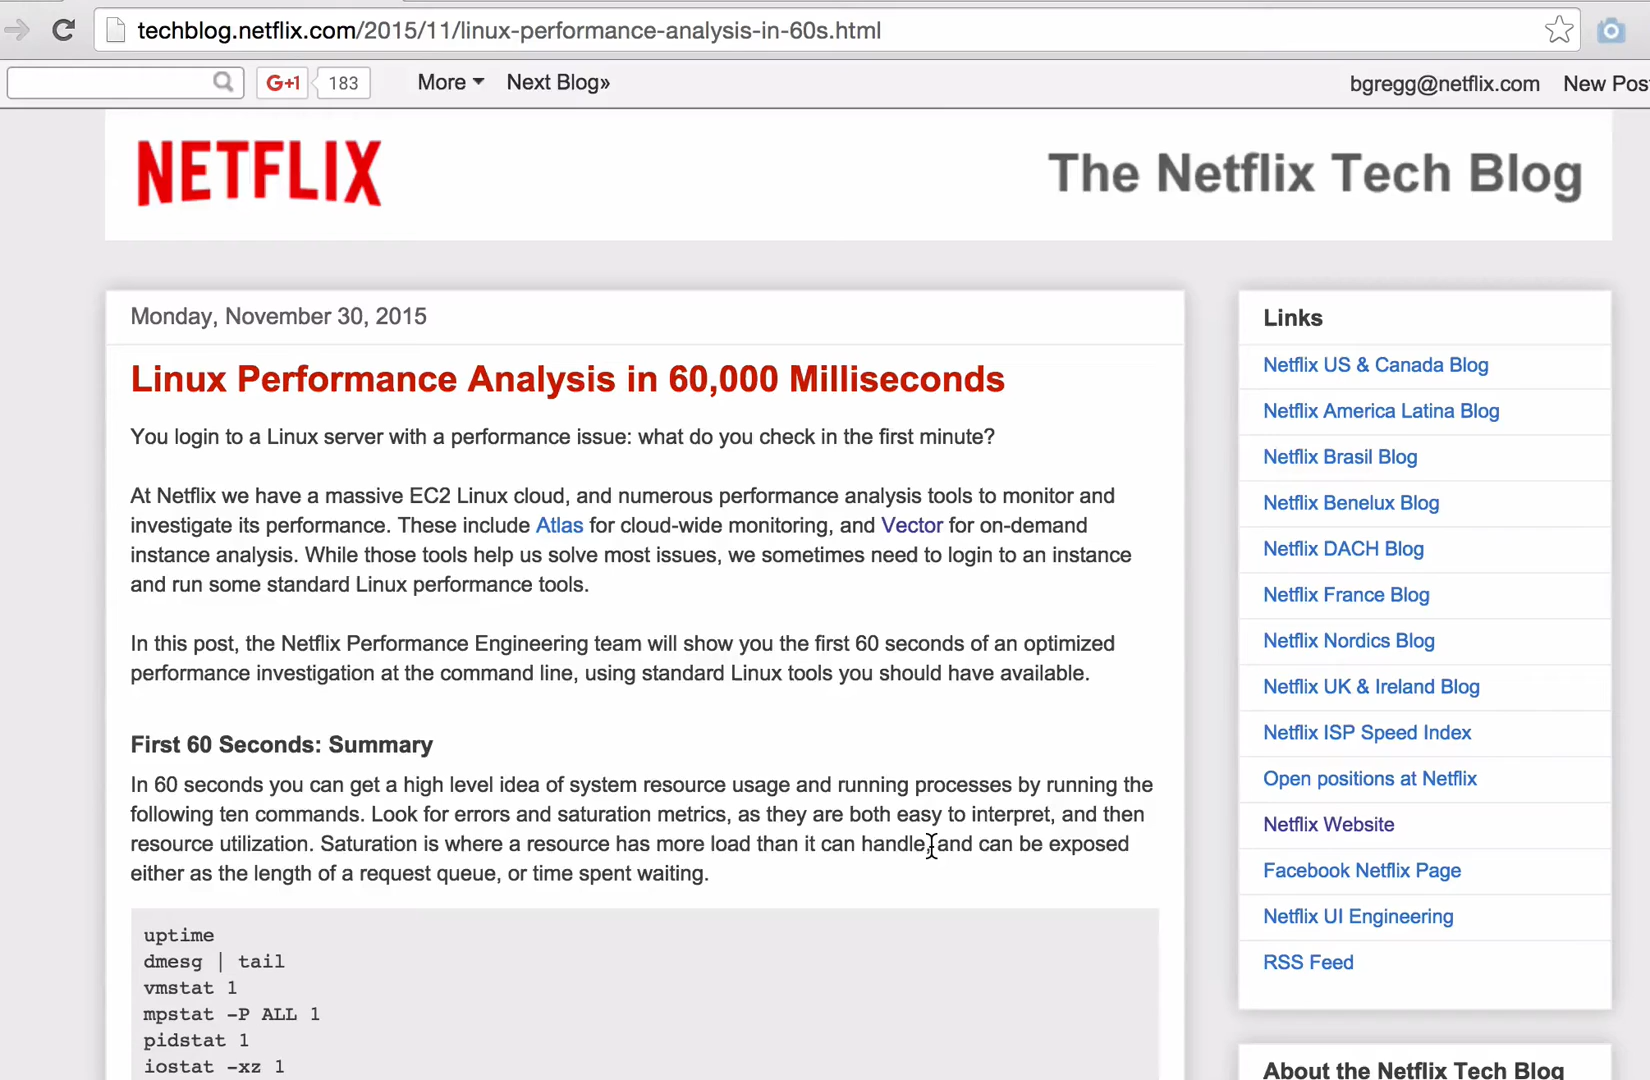 techblog.netflix.com/2015/11/linux-performance-analysis-in-60s.html
G+1 183 More Next Blog» bgregg@netflix.com New Pos
NETFLIX The Netflix Tech Blog
Monday, November 30, 2015
Linux Performance Analysis in 60,000 Milliseconds
You login to a Linux server with a performance issue: what do you check in the first minute?
At Netflix we have a massive EC2 Linux cloud, and numerous performance analysis tools to monitor and
investigate its performance. These include Atlas for cloud-wide monitoring, and Vector for on-demand
instance analysis. While those tools help us solve most issues, we sometimes need to login to an instance
and run some standard Linux performance tools.
In this post, the Netflix Performance Engineering team will show you the first 60 seconds of an optimized
performance investigation at the command line, using standard Linux tools you should have available.
First 60 Seconds: Summary
In 60 seconds you can get a high level idea of system resource usage and running processes by running the
following ten commands. Look for errors and saturation metrics, as they are both easy to interpret, and then
resource utilization. Saturation is where a resource has more load than it can handle, and can be exposed
either as the length of a request queue, or time spent waiting.
uptime
dmesg | tail
vmstat 1
mpstat -P ALL 1
pidstat 1
iostat -xz 1
Links
Netflix US & Canada Blog
Netflix America Latina Blog
Netflix Brasil Blog
Netflix Benelux Blog
Netflix DACH Blog
Netflix France Blog
Netflix Nordics Blog
Netflix UK & Ireland Blog
Netflix ISP Speed Index
Open positions at Netflix
Netflix Website
Facebook Netflix Page
Netflix UI Engineering
RSS Feed
About the Netflix Tech Blog